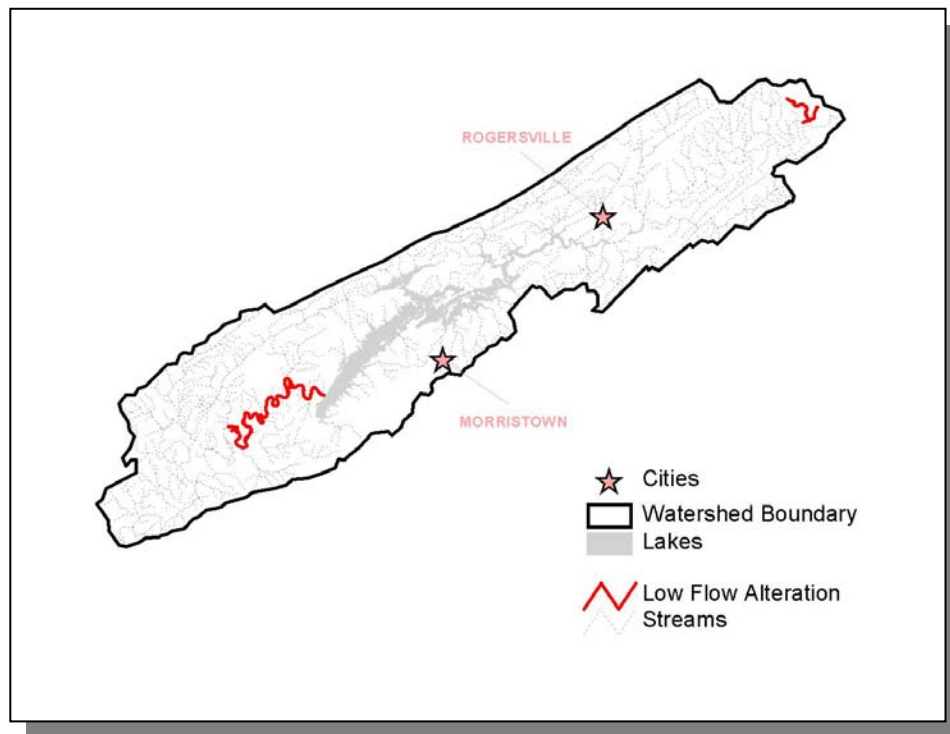 ROGERSVILLE
MORRISTOWN
Cities
Watershed Boundary
Lakes
Low Flow Alteration
Streams